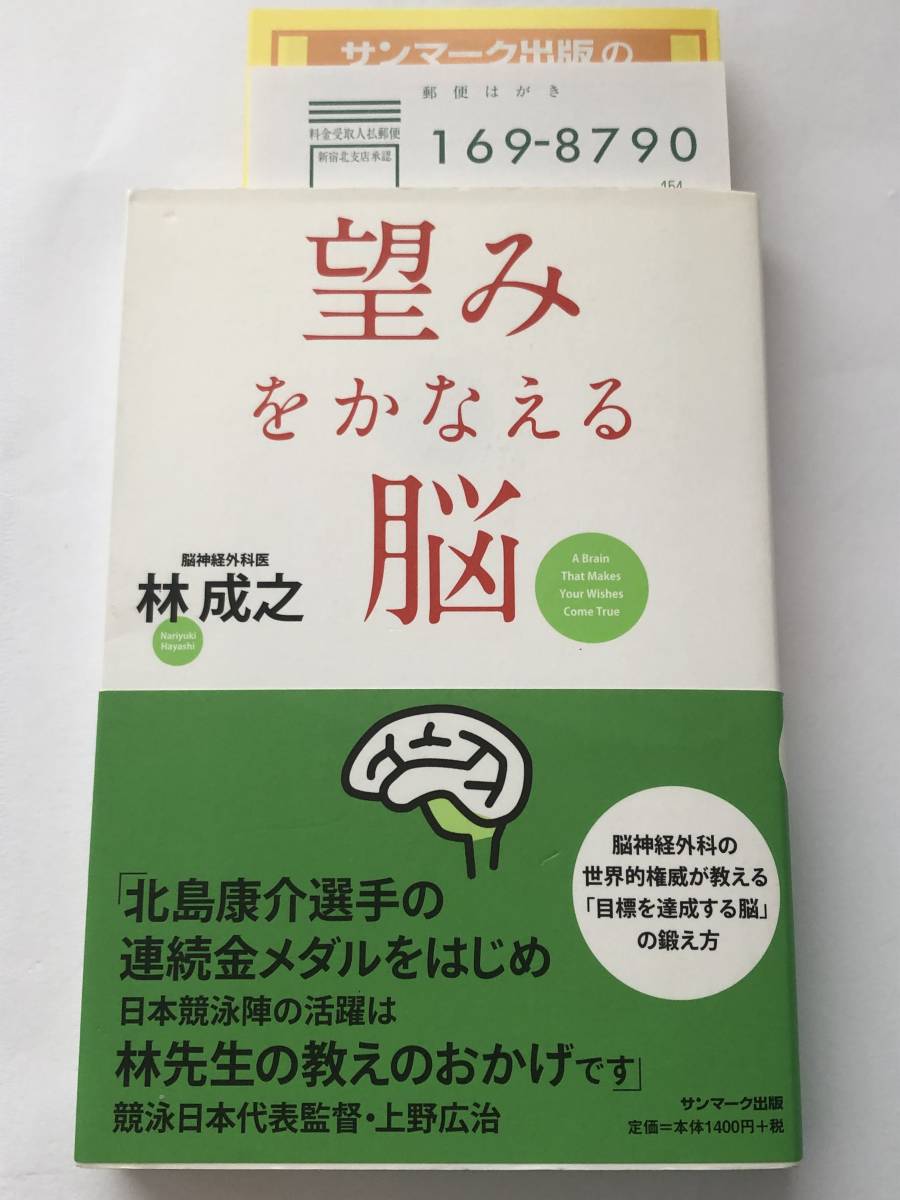 サンマーク出版の
郵便はがき
料金受取人払郵便
新宿北支店承認
169-8790
154
望み
をかなえる
脳
脳神経外科医
林 成之
Nariyuki
Hayashi
A Brain
That Makes
Your Wishes
Come True
脳神経外科の
世界的権威が教える
「目標を達成する脳」
の鍛え方
「北島康介選手の
連続金メダルをはじめ
日本競泳陣の活躍は
林先生の教えのおかげです」
競泳日本代表監督・上野広治
サンマーク出版
定価=本体1400円+税